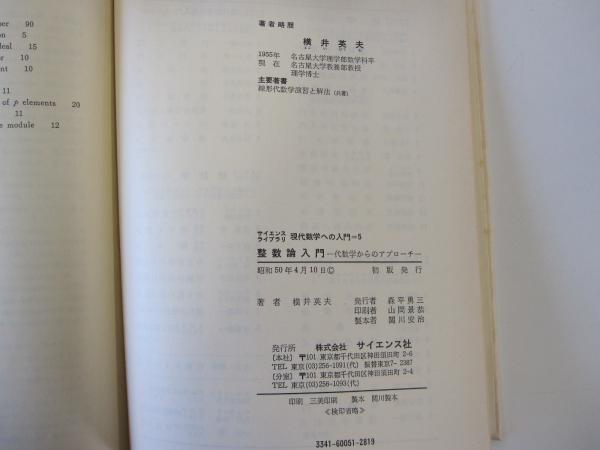 per 90
on 5
deal 15
r 10
ent 10
11
of p elements 20
11
e module 12
著者略歴
横井英夫
1955年 名古屋大学理学部数学科卒
現在 名古屋大学教養部教授
理学博士
主要著書
線形代数学演習と解法(共著)
サイエンス
ライブラリ 現代数学への入門=5
整数論入門 —代数学からのアプローチ—
昭和50年4月10日© 初版発行
著者 横井英夫 発行者 森平勇三
印刷者 山岡景恭
製本者 関川安治
発行所 株式会社 サイエンス社
[本社] 〒101 東京都千代田区神田須田町2-6
TEL 東京(03)256-1091(代) 振替東京7-2387
[分室] 〒101 東京都千代田区神田須田町2-4
TEL 東京(03)256-1093(代)
印刷 三美印刷 製本 関川製本
≪検印省略≫
3341-60051-2819